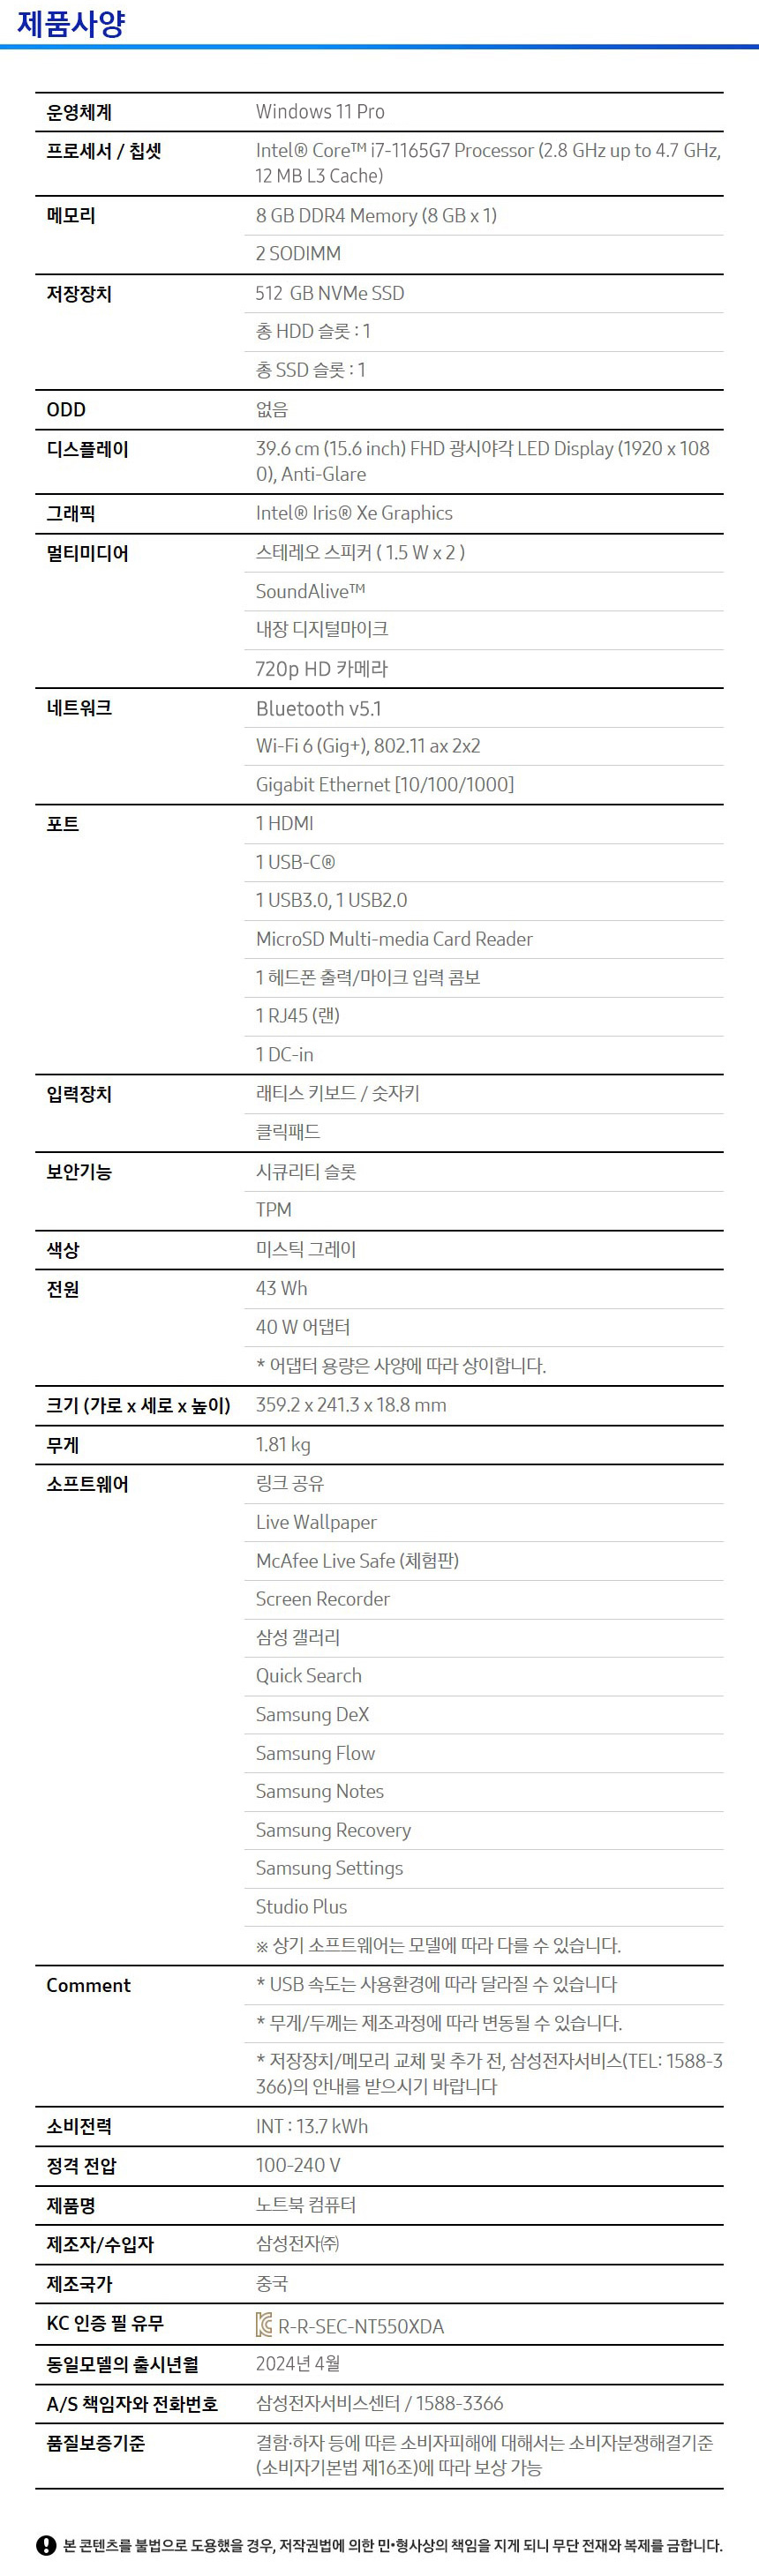 제품사양
운영체계 Windows 11 Pro
프로세서 / 칩셋 Intel® Core™ i7-1165G7 Processor (2.8 GHz up to 4.7 GHz,
12 MB L3 Cache)
메모리 8 GB DDR4 Memory (8 GB x 1)
2 SODIMM
저장장치 512 GB NVMe SSD
총 HDD 슬롯 : 1
총 SSD 슬롯 : 1
ODD 없음
디스플레이 39.6 cm (15.6 inch) FHD 광시야각 LED Display (1920 x 108
0), Anti-Glare
그래픽 Intel® Iris® Xe Graphics
멀티미디어 스테레오 스피커 ( 1.5 W x 2 )
SoundAlive™
내장 디지털마이크
720p HD 카메라
네트워크 Bluetooth v5.1
Wi-Fi 6 (Gig+), 802.11 ax 2x2
Gigabit Ethernet [10/100/1000]
포트 1 HDMI
1 USB-C®
1 USB3.0, 1 USB2.0
MicroSD Multi-media Card Reader
1 헤드폰 출력/마이크 입력 콤보
1 RJ45 (랜)
1 DC-in
입력장치 래티스 키보드 / 숫자키
클릭패드
보안기능 시큐리티 슬롯
TPM
색상 미스틱 그레이
전원 43 Wh
40 W 어댑터
* 어댑터 용량은 사양에 따라 상이합니다.
크기 (가로 x 세로 x 높이) 359.2 x 241.3 x 18.8 mm
무게 1.81 kg
소프트웨어 링크 공유
Live Wallpaper
McAfee Live Safe (체험판)
Screen Recorder
삼성 갤러리
Quick Search
Samsung DeX
Samsung Flow
Samsung Notes
Samsung Recovery
Samsung Settings
Studio Plus
※ 상기 소프트웨어는 모델에 따라 다를 수 있습니다.
Comment * USB 속도는 사용환경에 따라 달라질 수 있습니다
* 무게/두께는 제조과정에 따라 변동될 수 있습니다.
* 저장장치/메모리 교체 및 추가 전, 삼성전자서비스(TEL: 1588-3
366)의 안내를 받으시기 바랍니다
소비전력 INT : 13.7 kWh
정격 전압 100-240 V
제품명 노트북 컴퓨터
제조자/수입자 삼성전자㈜
제조국가 중국
KC 인증 필 유무 R-R-SEC-NT550XDA
동일모델의 출시년월 2024년 4월
A/S 책임자와 전화번호 삼성전자서비스센터 / 1588-3366
품질보증기준 결함·하자 등에 따른 소비자피해에 대해서는 소비자분쟁해결기준
(소비자기본법 제16조)에 따라 보상 가능
본 콘텐츠를 불법으로 도용했을 경우, 저작권법에 의한 민•형사상의 책임을 지게 되니 무단 전재와 복제를 금합니다.